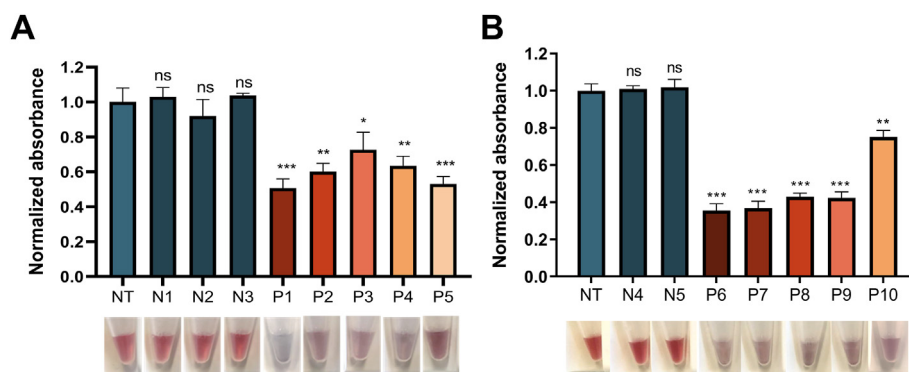 A
Normalized absorbance
1.2
1.0
0.8
0.6
0.4
0.2
0.0
ns
ns
ns
***
**
*
**
***
NT N1 N2 N3 P1 P2 P3 P4 P5
B
Normalized absorbance
1.2
1.0
0.8
0.6
0.4
0.2
0.0
ns
ns
***
***
***
***
**
NT N4 N5 P6 P7 P8 P9 P10